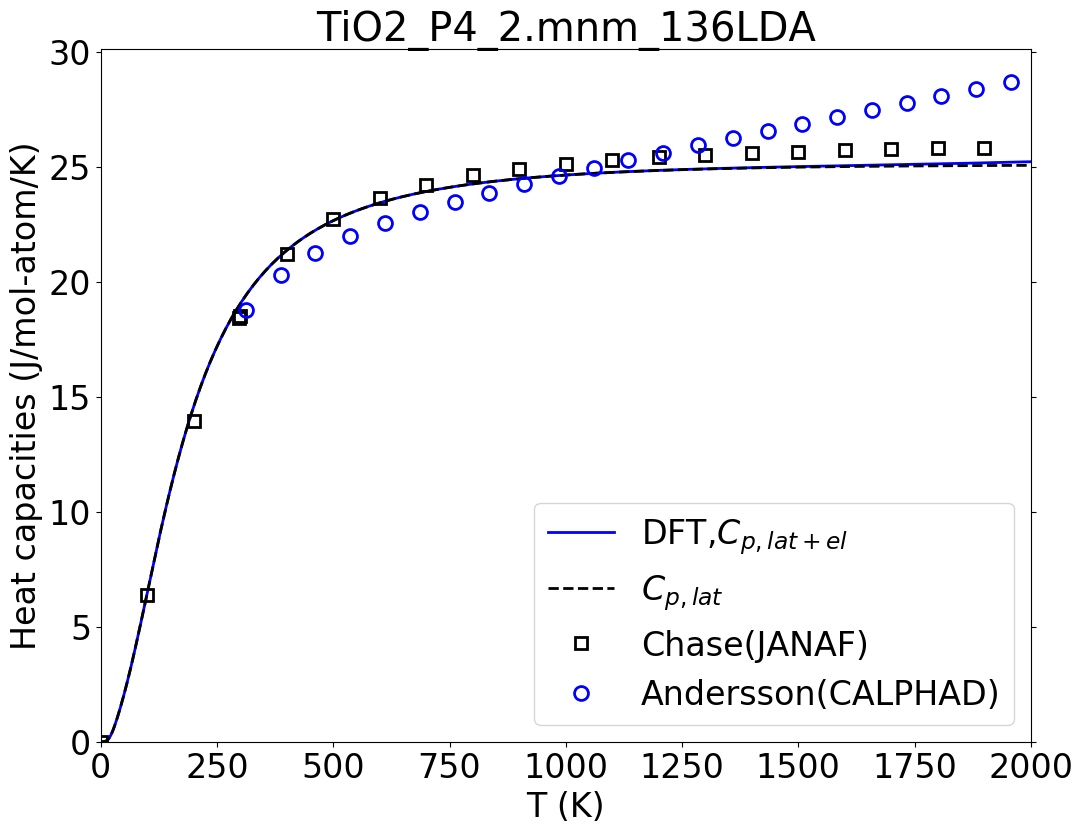 TiO2_P4_2.mnm_136LDA
Heat capacities (J/mol-atom/K)
30
25
20
15
10
5
0
DFT,C_{p,lat+el}
C_{p,lat}
Chase(JANAF)
Andersson(CALPHAD)
0 250 500 750 1000 1250 1500 1750 2000
T (K)